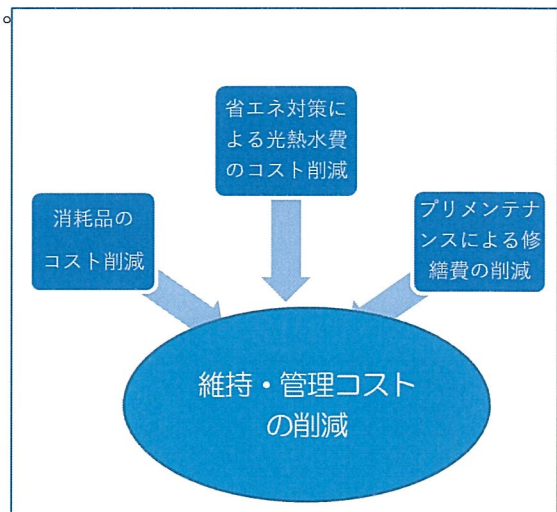 。
省エネ対策に
よる光熱水費
のコスト削減
消耗品の
コスト削減
プリメンテナ
ンスによる修
繕費の削減
維持・管理コスト
の削減